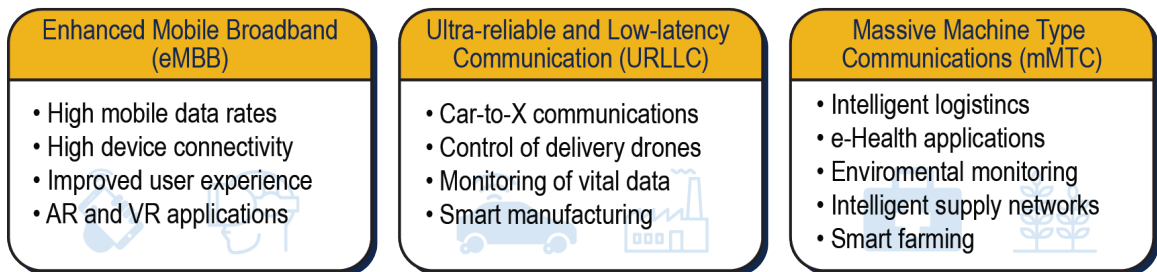 Enhanced Mobile Broadband
(eMBB)
• High mobile data rates
• High device connectivity
• Improved user experience
• AR and VR applications
Ultra-reliable and Low-latency
Communication (URLLC)
• Car-to-X communications
• Control of delivery drones
• Monitoring of vital data
• Smart manufacturing
Massive Machine Type
Communications (mMTC)
• Intelligent logistincs
• e-Health applications
• Enviromental monitoring
• Intelligent supply networks
• Smart farming